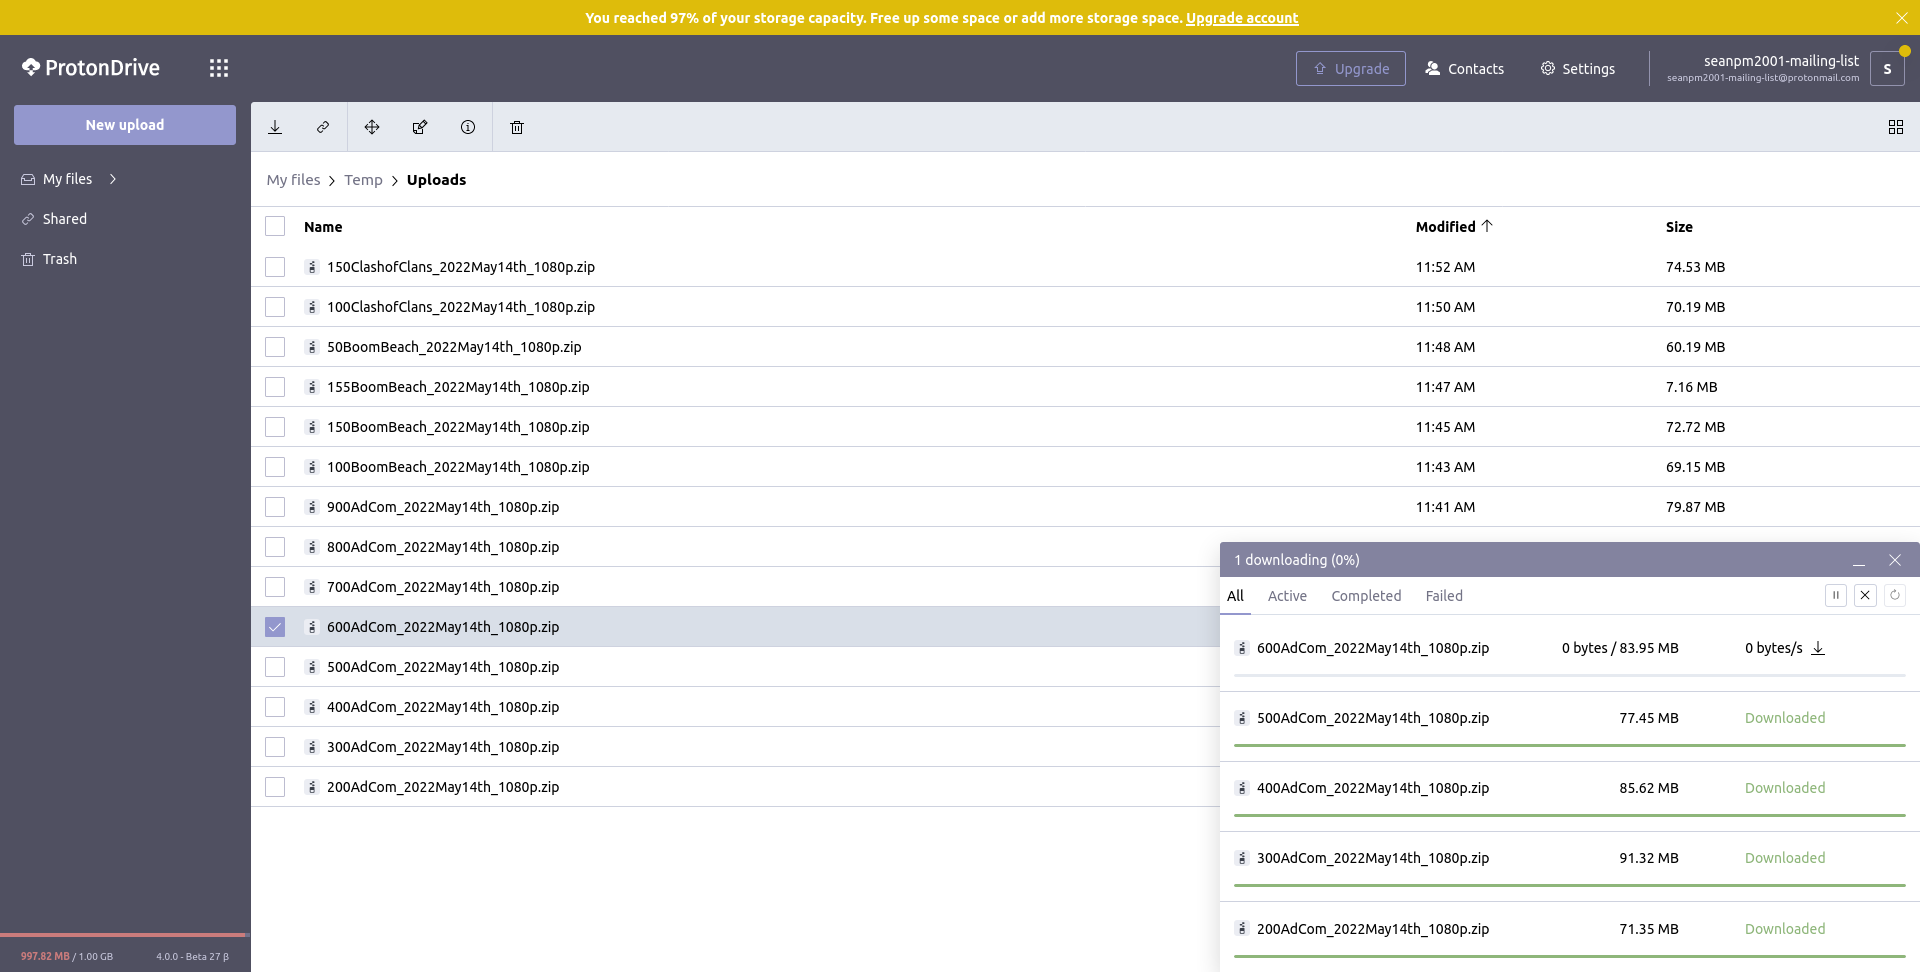 You reached 97% of your storage capacity. Free up some space or add more storage space. Upgrade account
ProtonDrive
Upgrade
Contacts
Settings
seanpm2001-mailing-list
seanpm2001-mailing-list@protonmail.com
S
New upload
My files
Shared
Trash
My files > Temp > Uploads
Name Modified Size
150ClashofClans_2022May14th_1080p.zip 11:52 AM 74.53 MB
100ClashofClans_2022May14th_1080p.zip 11:50 AM 70.19 MB
50BoomBeach_2022May14th_1080p.zip 11:48 AM 60.19 MB
155BoomBeach_2022May14th_1080p.zip 11:47 AM 7.16 MB
150BoomBeach_2022May14th_1080p.zip 11:45 AM 72.72 MB
100BoomBeach_2022May14th_1080p.zip 11:43 AM 69.15 MB
900AdCom_2022May14th_1080p.zip 11:41 AM 79.87 MB
800AdCom_2022May14th_1080p.zip
700AdCom_2022May14th_1080p.zip
600AdCom_2022May14th_1080p.zip
500AdCom_2022May14th_1080p.zip
400AdCom_2022May14th_1080p.zip
300AdCom_2022May14th_1080p.zip
200AdCom_2022May14th_1080p.zip
1 downloading (0%)
All Active Completed Failed
600AdCom_2022May14th_1080p.zip 0 bytes / 83.95 MB 0 bytes/s
500AdCom_2022May14th_1080p.zip 77.45 MB Downloaded
400AdCom_2022May14th_1080p.zip 85.62 MB Downloaded
300AdCom_2022May14th_1080p.zip 91.32 MB Downloaded
200AdCom_2022May14th_1080p.zip 71.35 MB Downloaded
997.82 MB / 1.00 GB 4.0.0 - Beta 27 β